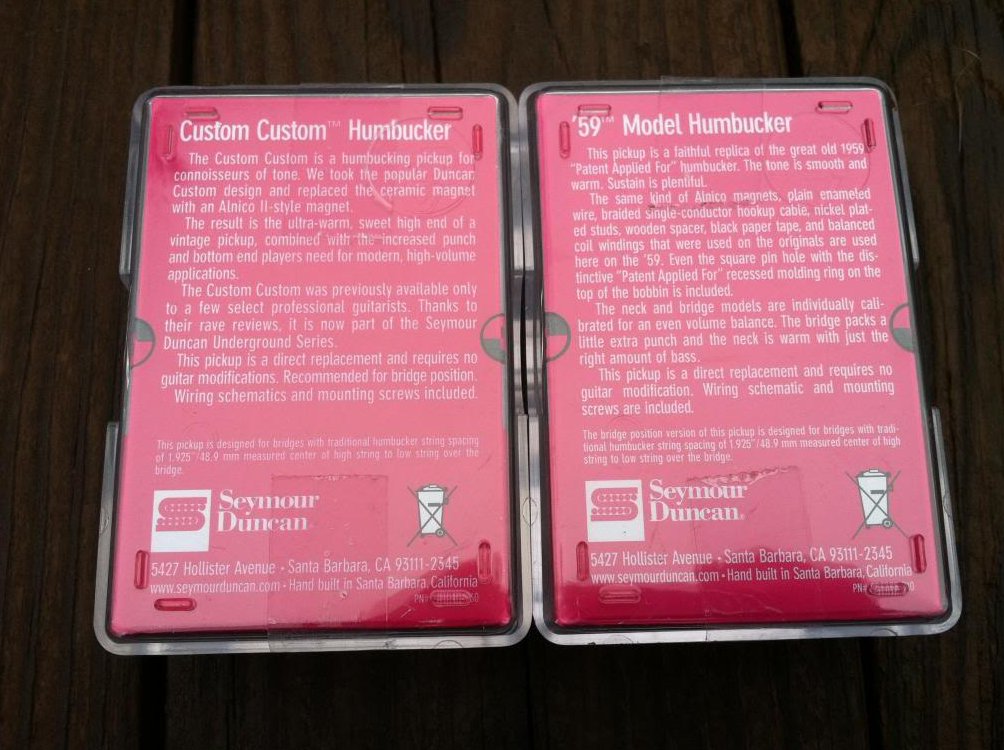 Custom Custom™ Humbucker
The Custom Custom is a humbucking pickup for
connoisseurs of tone. We took the popular Duncan
Custom design and replaced the ceramic magnet
with an Alnico II-style magnet.
The result is the ultra-warm, sweet high end of a
vintage pickup, combined with the increased punch
and bottom end players need for modern, high-volume
applications.
The Custom Custom was previously available only
to a few select professional guitarists. Thanks to
their rave reviews, it is now part of the Seymour
Duncan Underground Series.
This pickup is a direct replacement and requires no
guitar modifications. Recommended for bridge position.
Wiring schematics and mounting screws included.
This pickup is designed for bridges with traditional humbucker string spacing
of 1.925"/48.9 mm measured center of high string to low string over the
bridge.
Seymour
Duncan.
5427 Hollister Avenue • Santa Barbara, CA 93111-2345
www.seymourduncan.com • Hand built in Santa Barbara, California
PN#
'59™ Model Humbucker
This pickup is a faithful replica of the great old 1959
"Patent Applied For" humbucker. The tone is smooth and
warm. Sustain is plentiful.
The same kind of Alnico magnets, plain enameled
wire, braided single-conductor hookup cable, nickel plat-
ed studs, wooden spacer, black paper tape, and balanced
coil windings that were used on the originals are used
here on the '59. Even the square pin hole with the dis-
tinctive "Patent Applied For" recessed molding ring on the
top of the bobbin is included.
The neck and bridge models are individually cali-
brated for an even volume balance. The bridge packs a
little extra punch and the neck is warm with just the
right amount of bass.
This pickup is a direct replacement and requires no
guitar modification. Wiring schematic and mounting
screws are included.
The bridge position version of this pickup is designed for bridges with tradi-
tional humbucker string spacing of 1.925"/48.9 mm measured center of high
string to low string over the bridge.
Seymour
Duncan®
5427 Hollister Avenue • Santa Barbara, CA 93111-2345
www.seymourduncan.com • Hand built in Santa Barbara, California
PN#